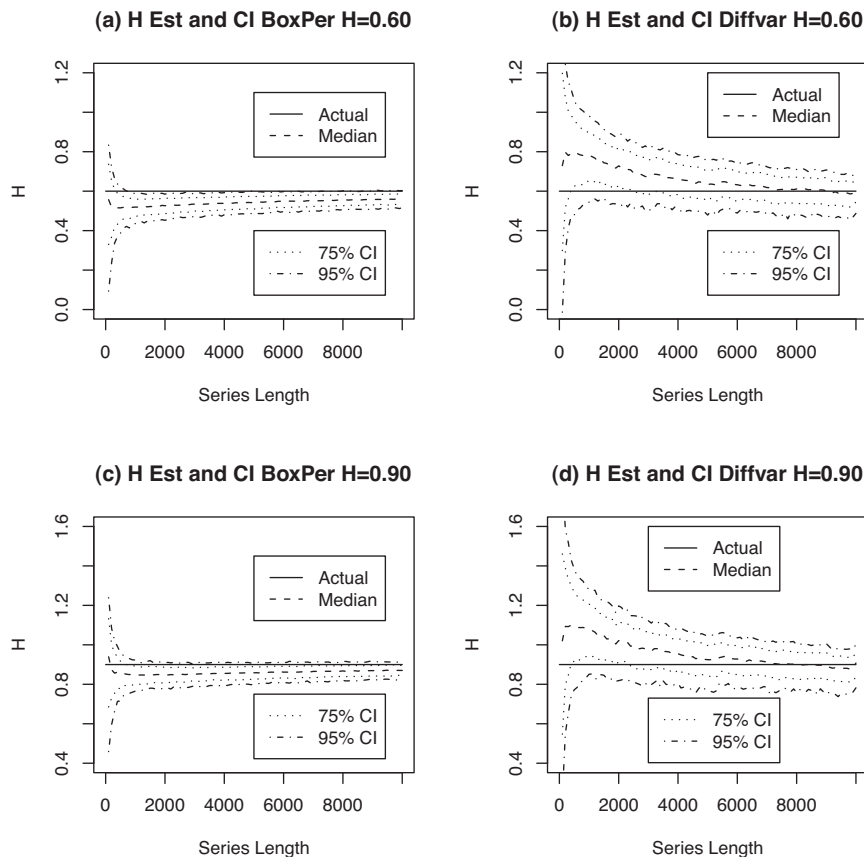 (a) H Est and CI BoxPer H=0.60
H
0.0
0.4
0.8
1.2
Actual
Median
75% CI
95% CI
0
2000
4000
6000
8000
Series Length
(b) H Est and CI Diffvar H=0.60
H
0.0
0.4
0.8
1.2
Actual
Median
75% CI
95% CI
0
2000
4000
6000
8000
Series Length
(c) H Est and CI BoxPer H=0.90
H
0.4
0.8
1.2
1.6
Actual
Median
75% CI
95% CI
0
2000
4000
6000
8000
Series Length
(d) H Est and CI Diffvar H=0.90
H
0.4
0.8
1.2
1.6
Actual
Median
75% CI
95% CI
0
2000
4000
6000
8000
Series Length